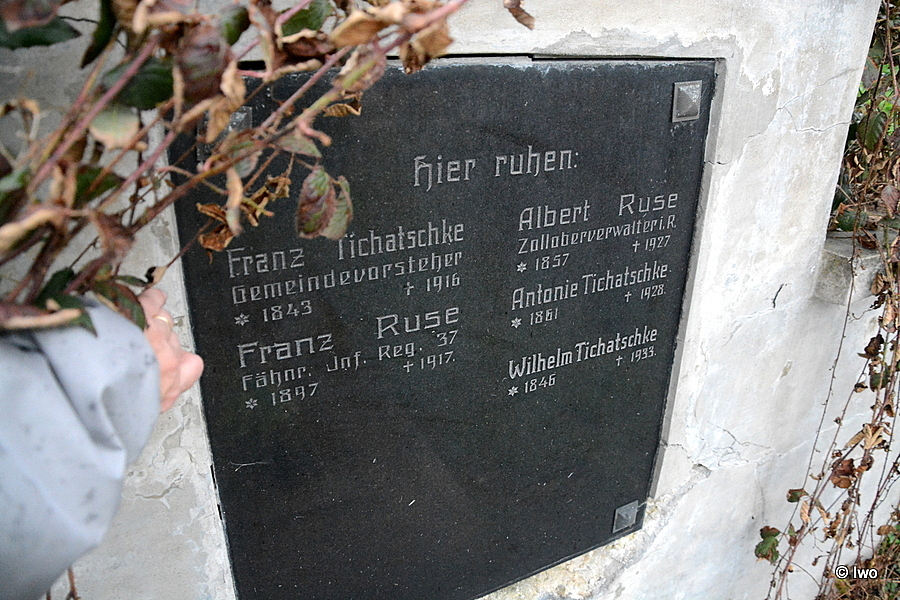 Hier ruhen:
Franz Tichatschke
Gemeindevorsteher
* 1843 † 1916
Franz Ruse
Fähnr. Inf. Reg. 37
* 1897 † 1917.
Albert Ruse
Zolloberverwalter i. R.
* 1857 † 1927
Antonie Tichatschke
* 1861 † 1928.
Wilhelm Tichatschke
* 1846 † 1933.
© Iwo